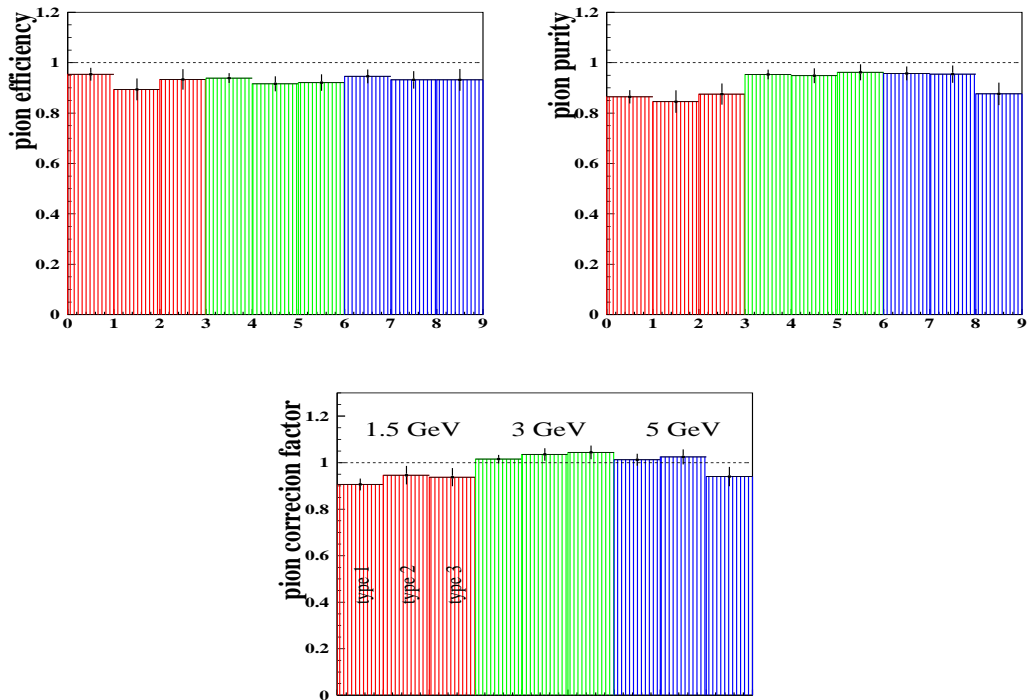 pion efficiency
1.2
1
0.8
0.6
0.4
0.2
0
0 1 2 3 4 5 6 7 8 9
pion purity
1.2
1
0.8
0.6
0.4
0.2
0
0 1 2 3 4 5 6 7 8 9
pion correcion factor
1.2
1
0.8
0.6
0.4
0.2
0
1.5 GeV 3 GeV 5 GeV
type 1
type 2
type 3